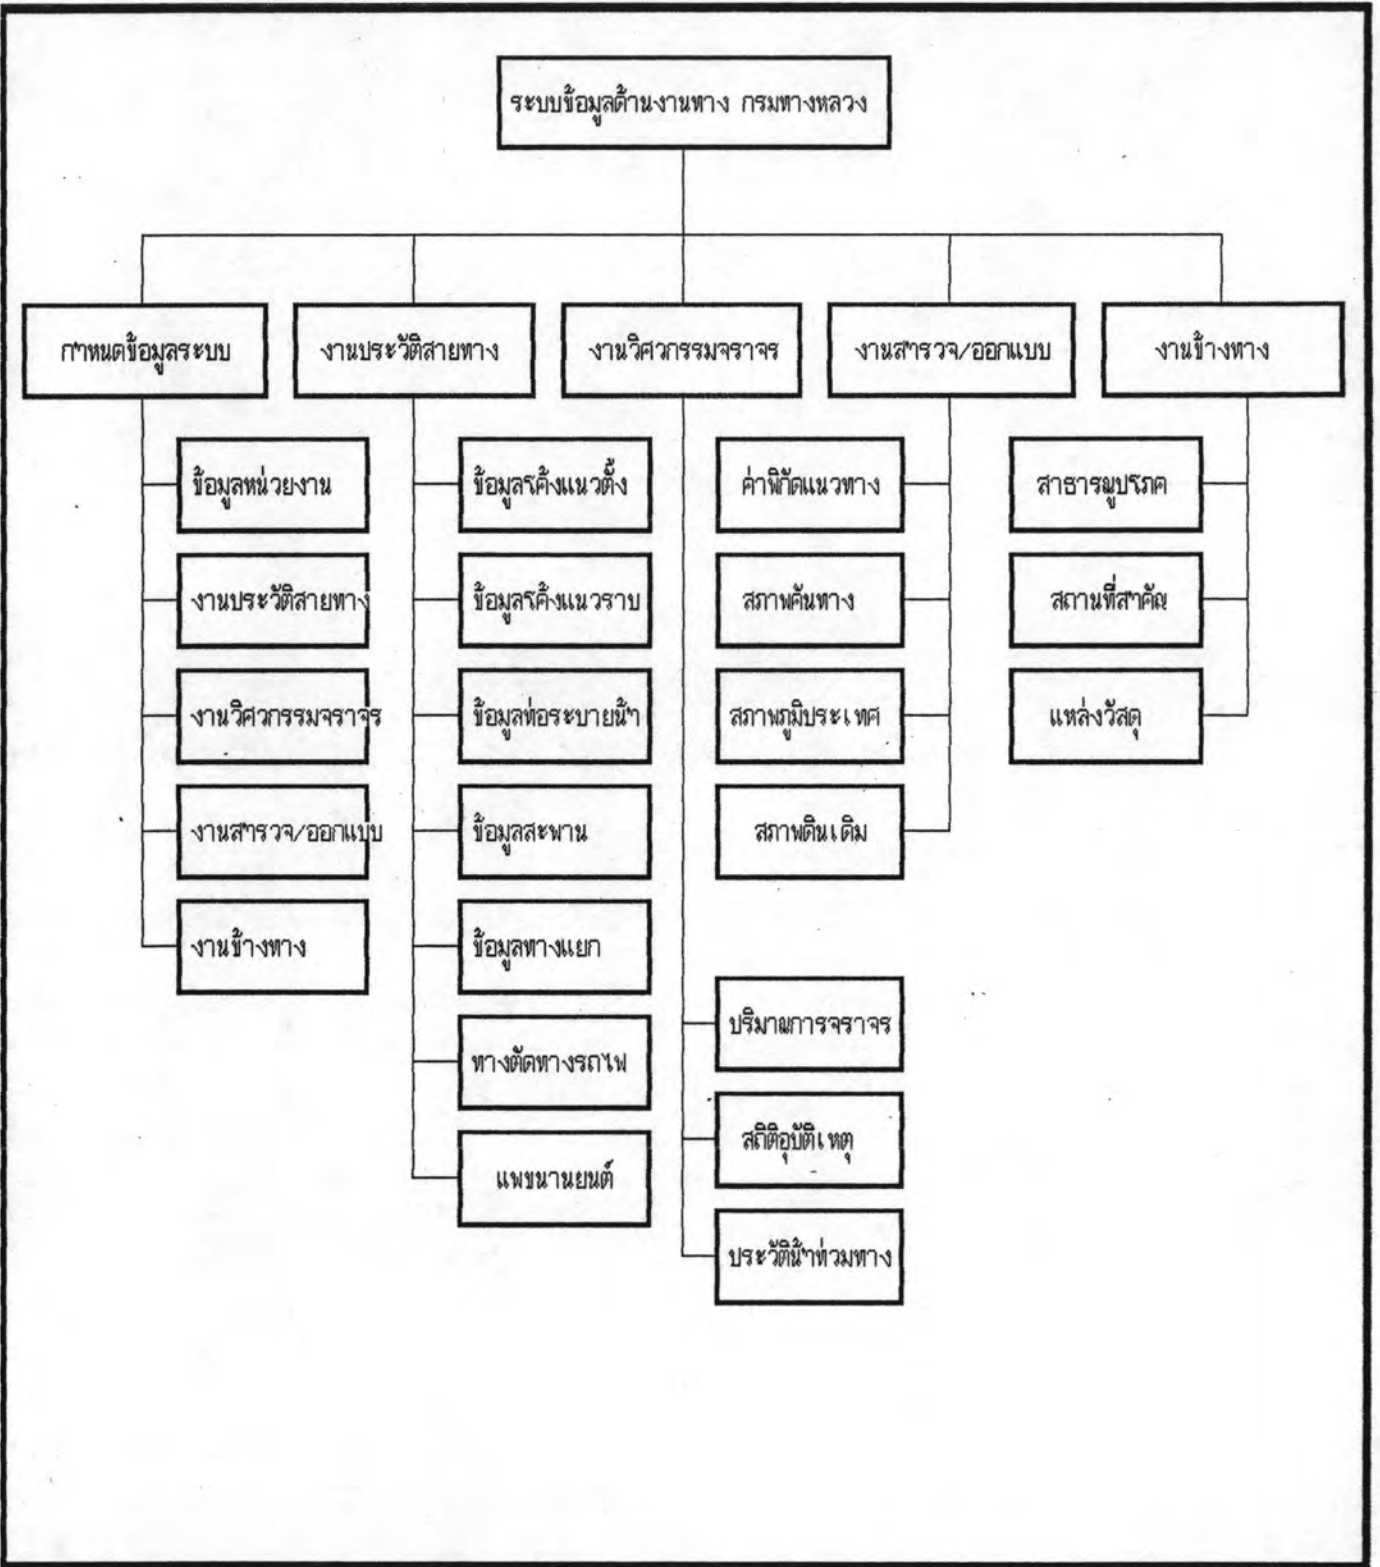 ระบบข้อมูลด้านงานทาง กรมทางหลวง
กำหนดข้อมูลระบบ
งานประวัติสายทาง
งานวิศวกรรมจราจร
งานสำรวจ/ออกแบบ
งานข้างทาง
ข้อมูลหน่วยงาน
งานประวัติสายทาง
งานวิศวกรรมจราจร
งานสำรวจ/ออกแบบ
งานข้างทาง
ข้อมูลโค้งแนวตั้ง
ข้อมูลโค้งแนวราบ
ข้อมูลท่อระบายน้ำ
ข้อมูลสะพาน
ข้อมูลทางแยก
ทางตัดทางรถไฟ
แพขนานยนต์
ปริมาณการจราจร
สถิติอุบัติเหตุ
ประวัติน้ำท่วมทาง
ค่าพิกัดแนวทาง
สภาพคันทาง
สภาพภูมิประเทศ
สภาพดินเดิม
สาธารณูปโภค
สถานที่สำคัญ
แหล่งวัสดุ